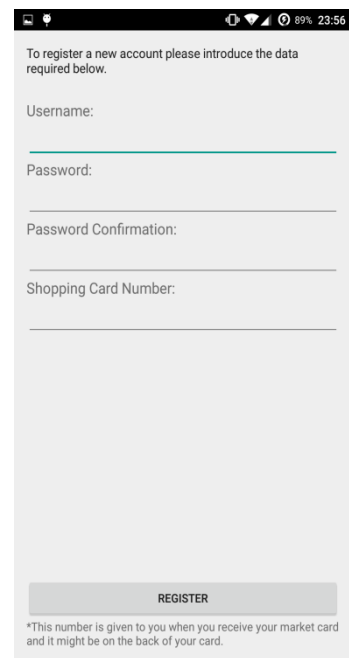 89% 23:56
To register a new account please introduce the data
required below.
Username:
Password:
Password Confirmation:
Shopping Card Number:
REGISTER
*This number is given to you when you receive your market card
and it might be on the back of your card.